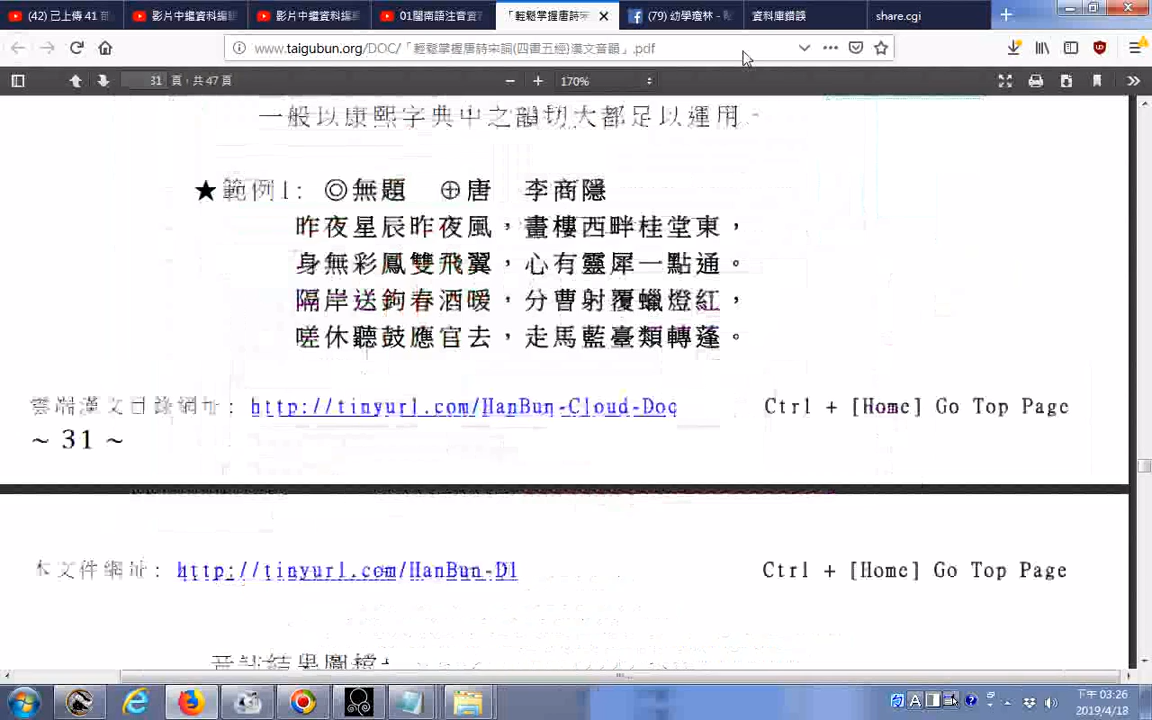 (42) 已上傳 41
影片中繼資料編輯
影片中繼資料編輯
01閩南語注音
「輕鬆掌握唐詩宋
(79) 幼學瓊林 -
資料庫錯誤
share.cgi
www.taigubun.org/DOC/「輕鬆掌握唐詩宋詞(四書五經)漢文音韻」.pdf
31 頁，共 47 頁
170%
一般以康熙字典中之韻切大都足以運用。
★範例1: ◎無題 ⊕唐 李商隱
昨夜星辰昨夜風，畫樓西畔桂堂東，
身無彩鳳雙飛翼，心有靈犀一點通。
隔岸送鉤春酒暖，分曹射覆蠟燈紅，
嗟休聽鼓應官去，走馬藍臺類轉蓬。
雲端漢文目錄網址: http://tinyurl.com/HanBun-Cloud-Doc Ctrl + [Home] Go Top Page
~ 31 ~
本文件網址: http://tinyurl.com/HanBun-D1 Ctrl + [Home] Go Top Page
下午 03:26
2019/4/18